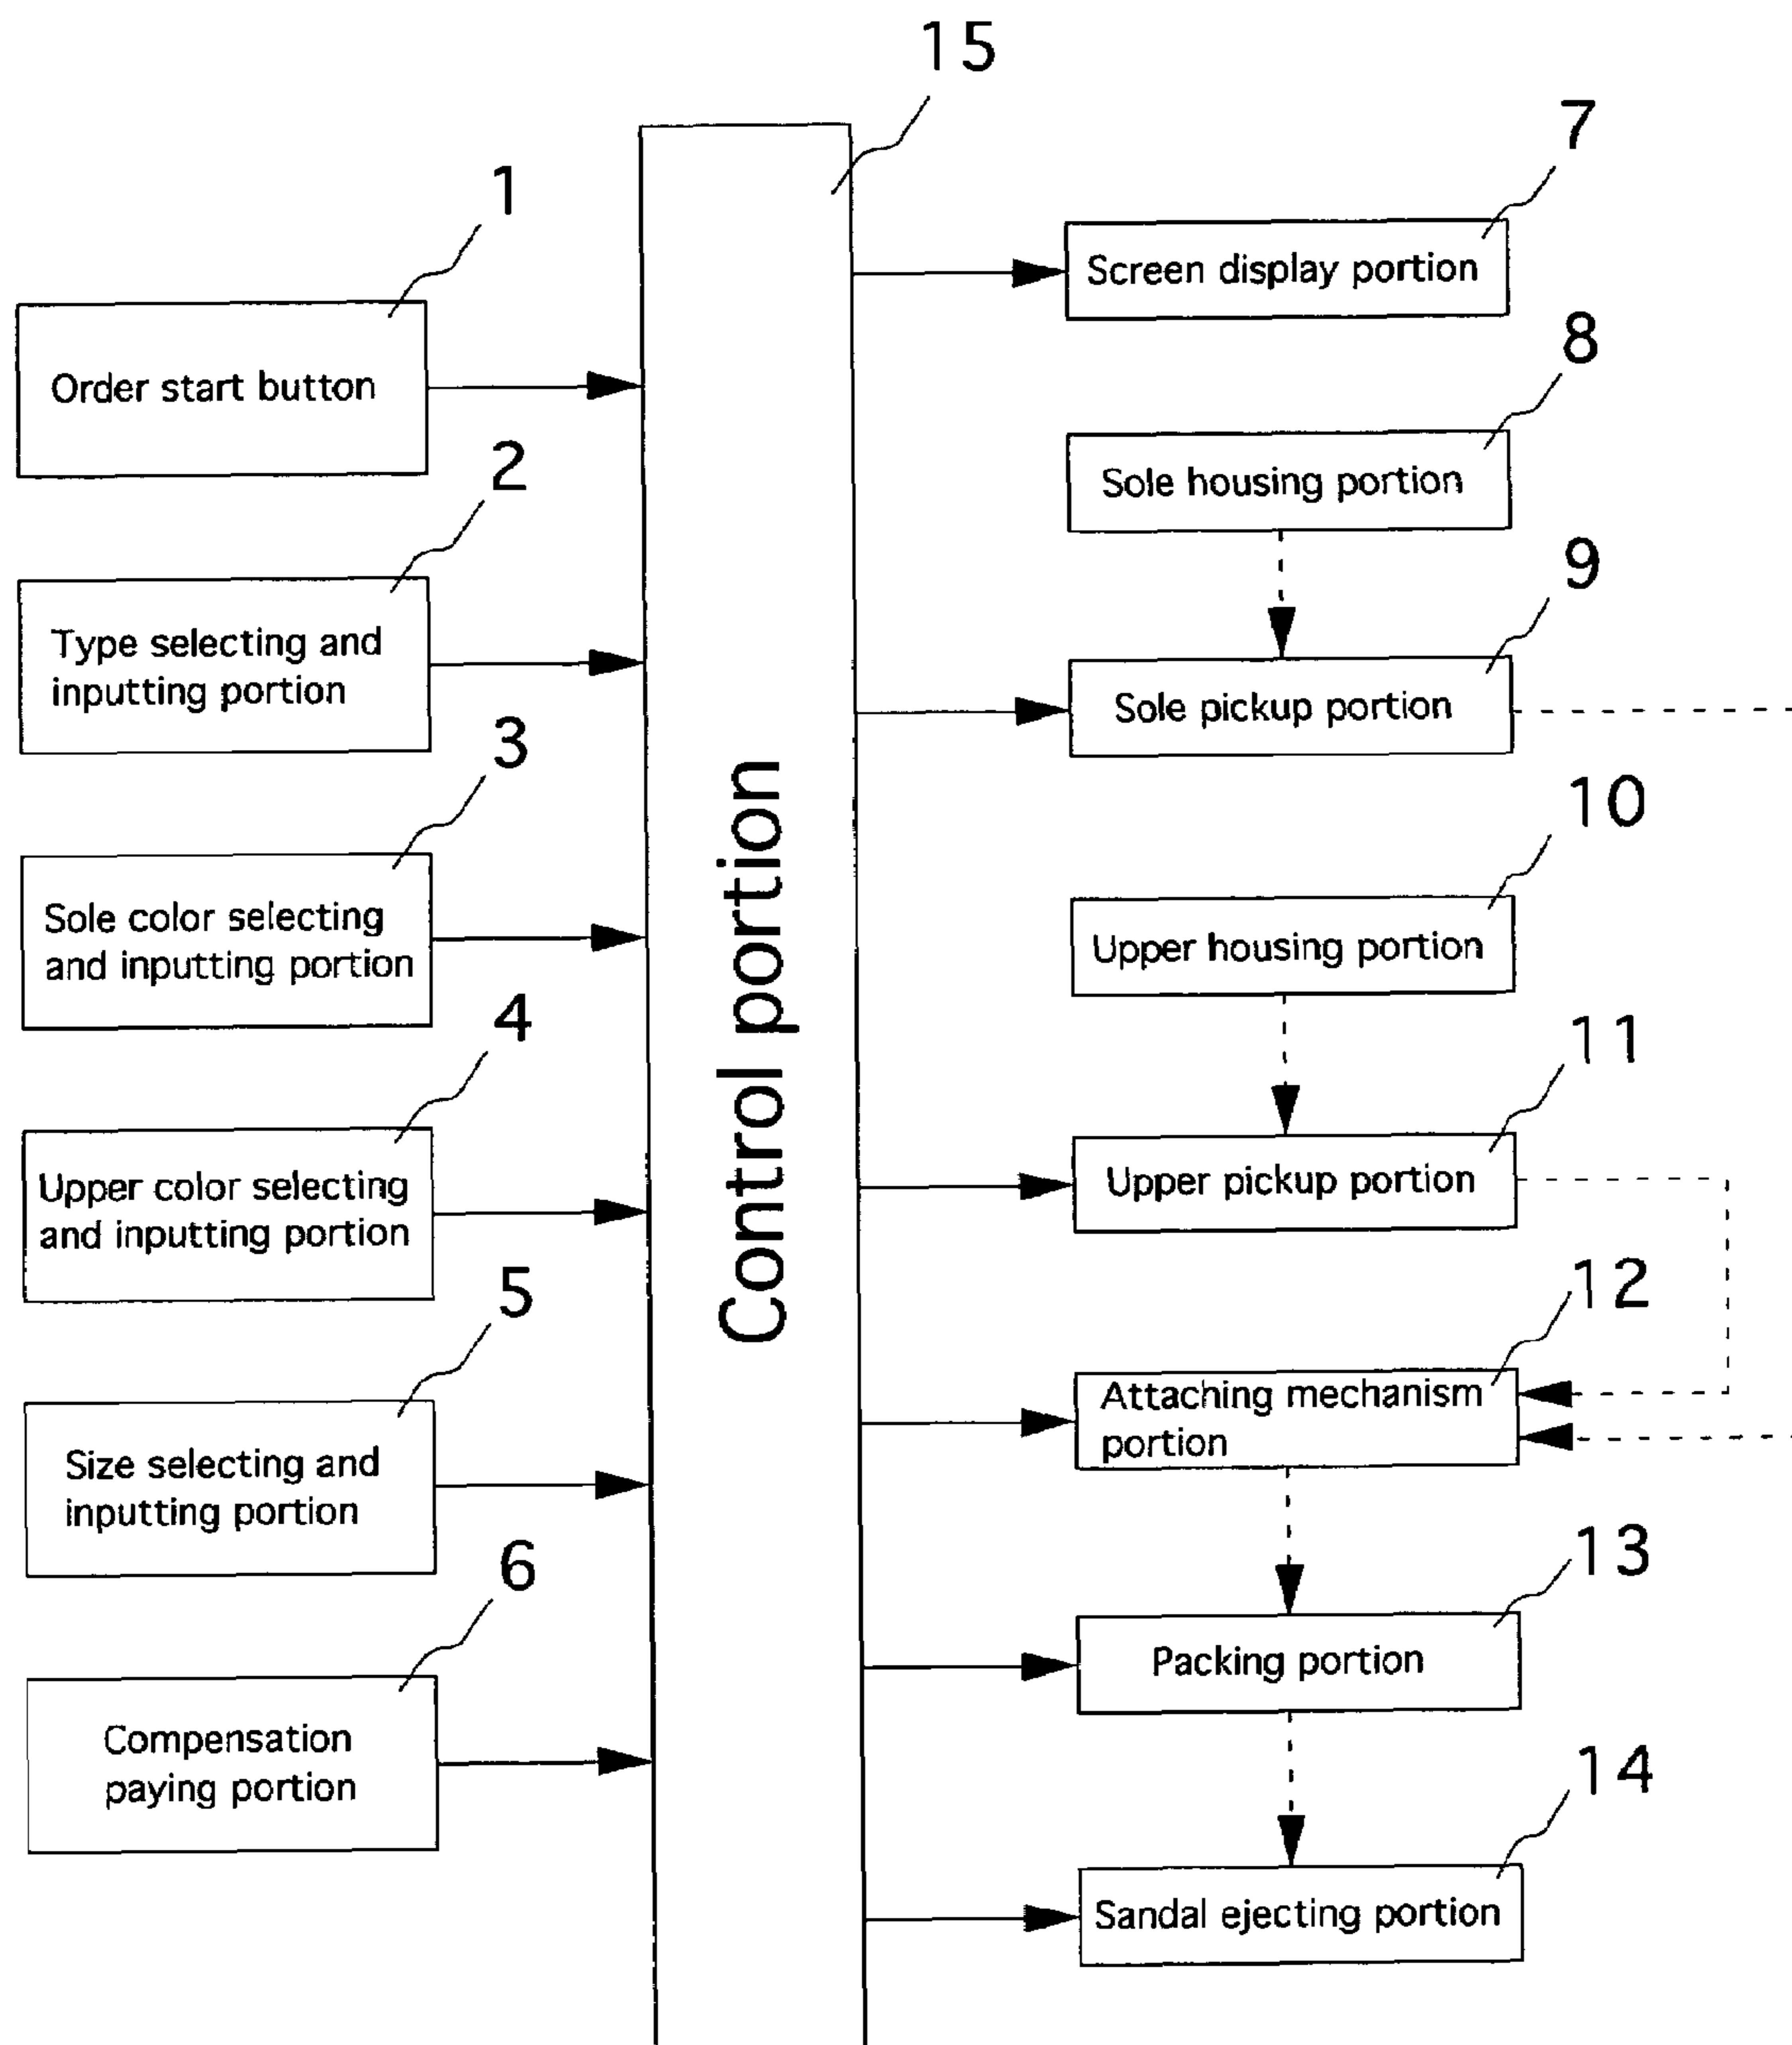 15
1
Order start button
2
Type selecting and
inputting portion
3
Sole color selecting
and inputting portion
4
Upper color selecting
and inputting portion
5
Size selecting and
inputting portion
6
Compensation
paying portion
Control portion
7
Screen display portion
8
Sole housing portion
9
Sole pickup portion
10
Upper housing portion
11
Upper pickup portion
12
Attaching mechanism
portion
13
Packing portion
14
Sandal ejecting portion